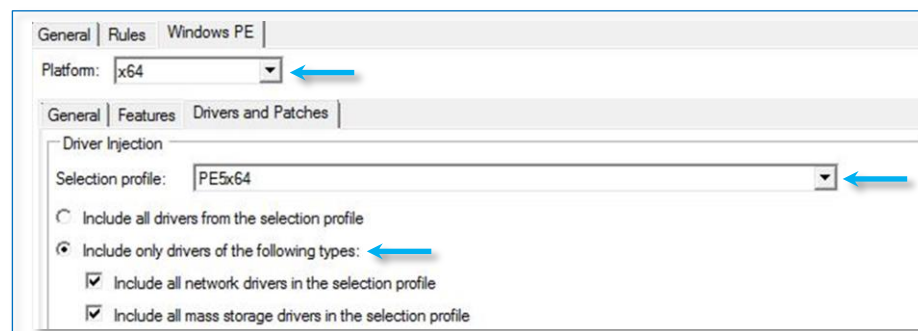 General Rules Windows PE
Platform: x64
General Features Drivers and Patches
Driver Injection
Selection profile: PE5x64
Include all drivers from the selection profile
Include only drivers of the following types:
Include all network drivers in the selection profile
Include all mass storage drivers in the selection profile